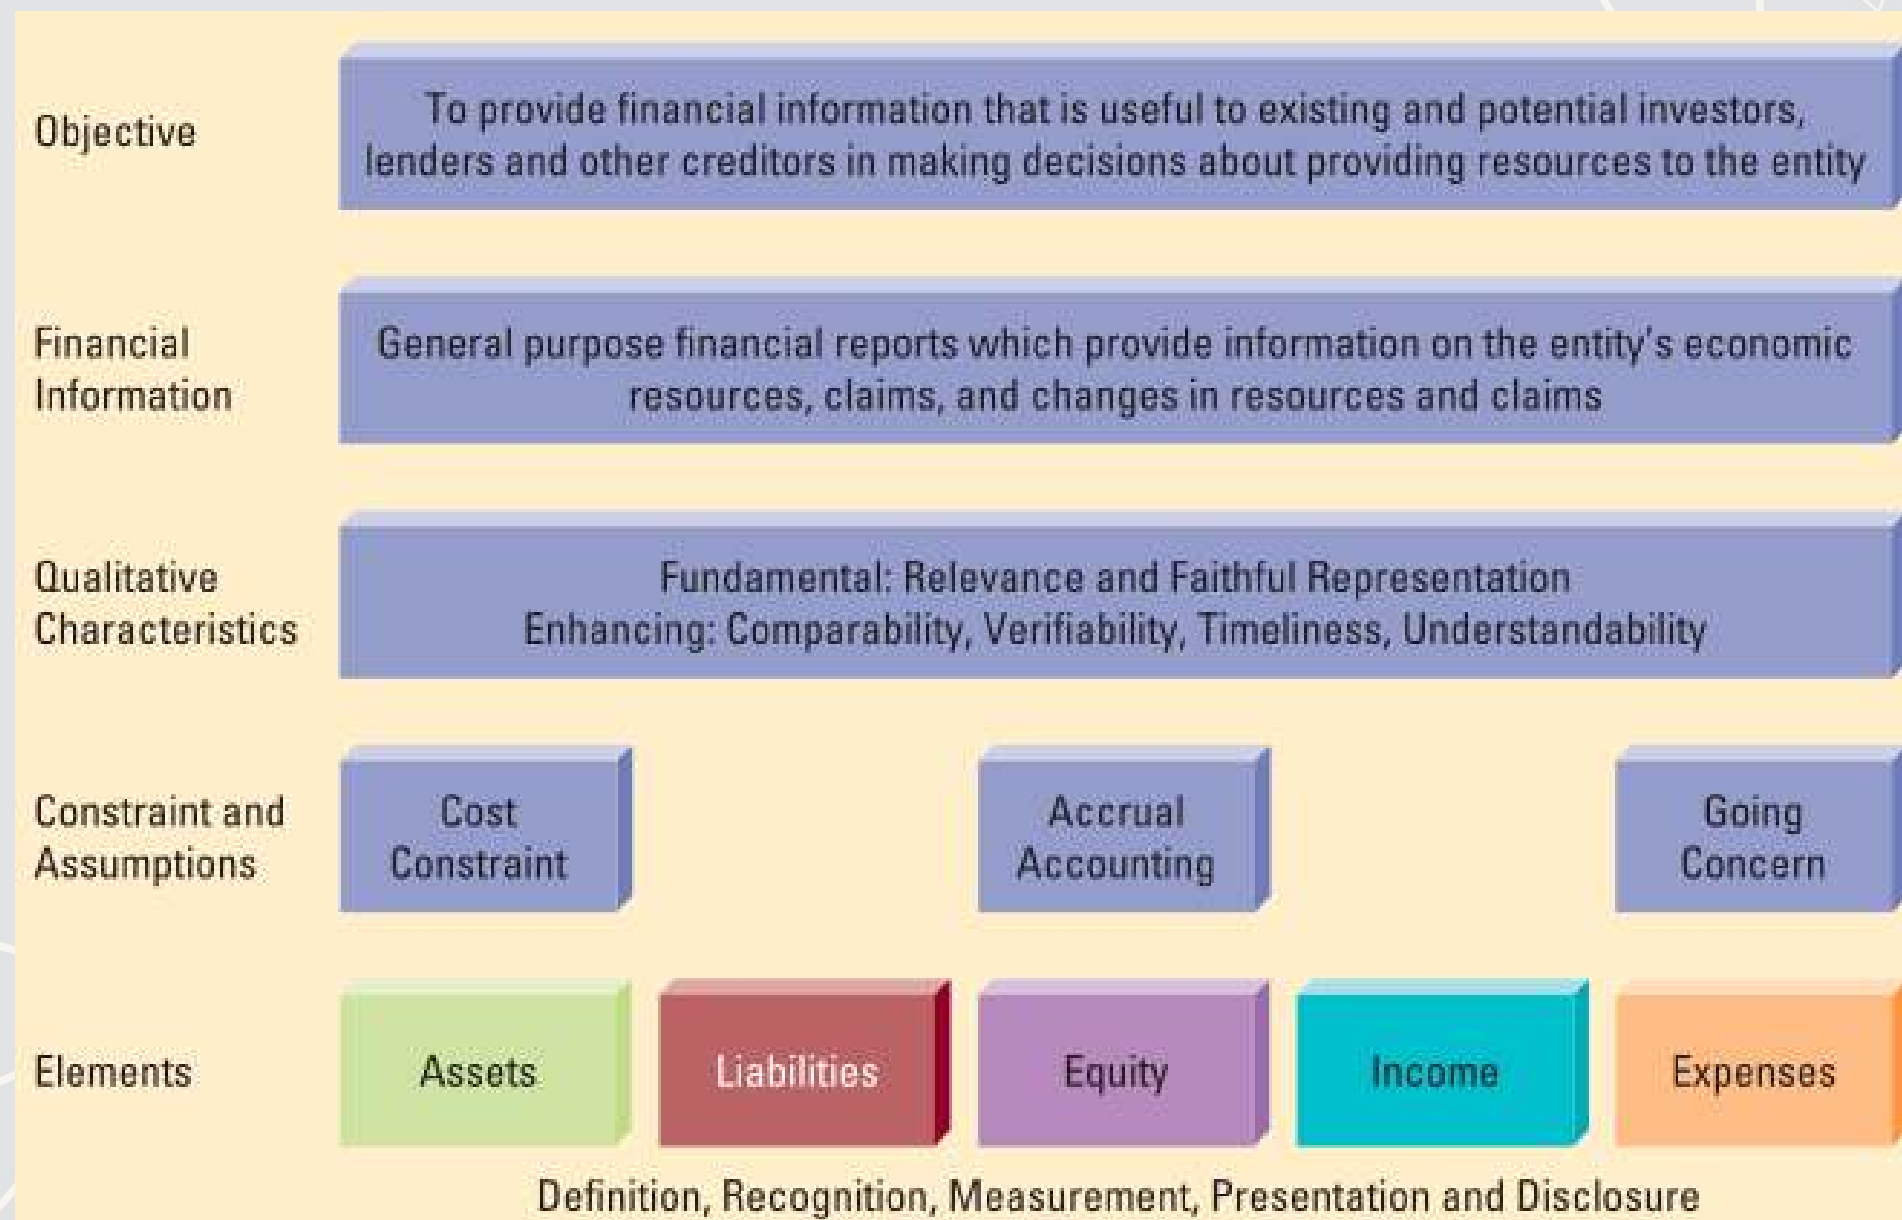 Objective
To provide financial information that is useful to existing and potential investors,
lenders and other creditors in making decisions about providing resources to the entity
Financial
Information
General purpose financial reports which provide information on the entity's economic
resources, claims, and changes in resources and claims
Qualitative
Characteristics
Fundamental: Relevance and Faithful Representation
Enhancing: Comparability, Verifiability, Timeliness, Understandability
Constraint and
Assumptions
Cost
Constraint
Accrual
Accounting
Going
Concern
Elements
Assets
Liabilities
Equity
Income
Expenses
Definition, Recognition, Measurement, Presentation and Disclosure